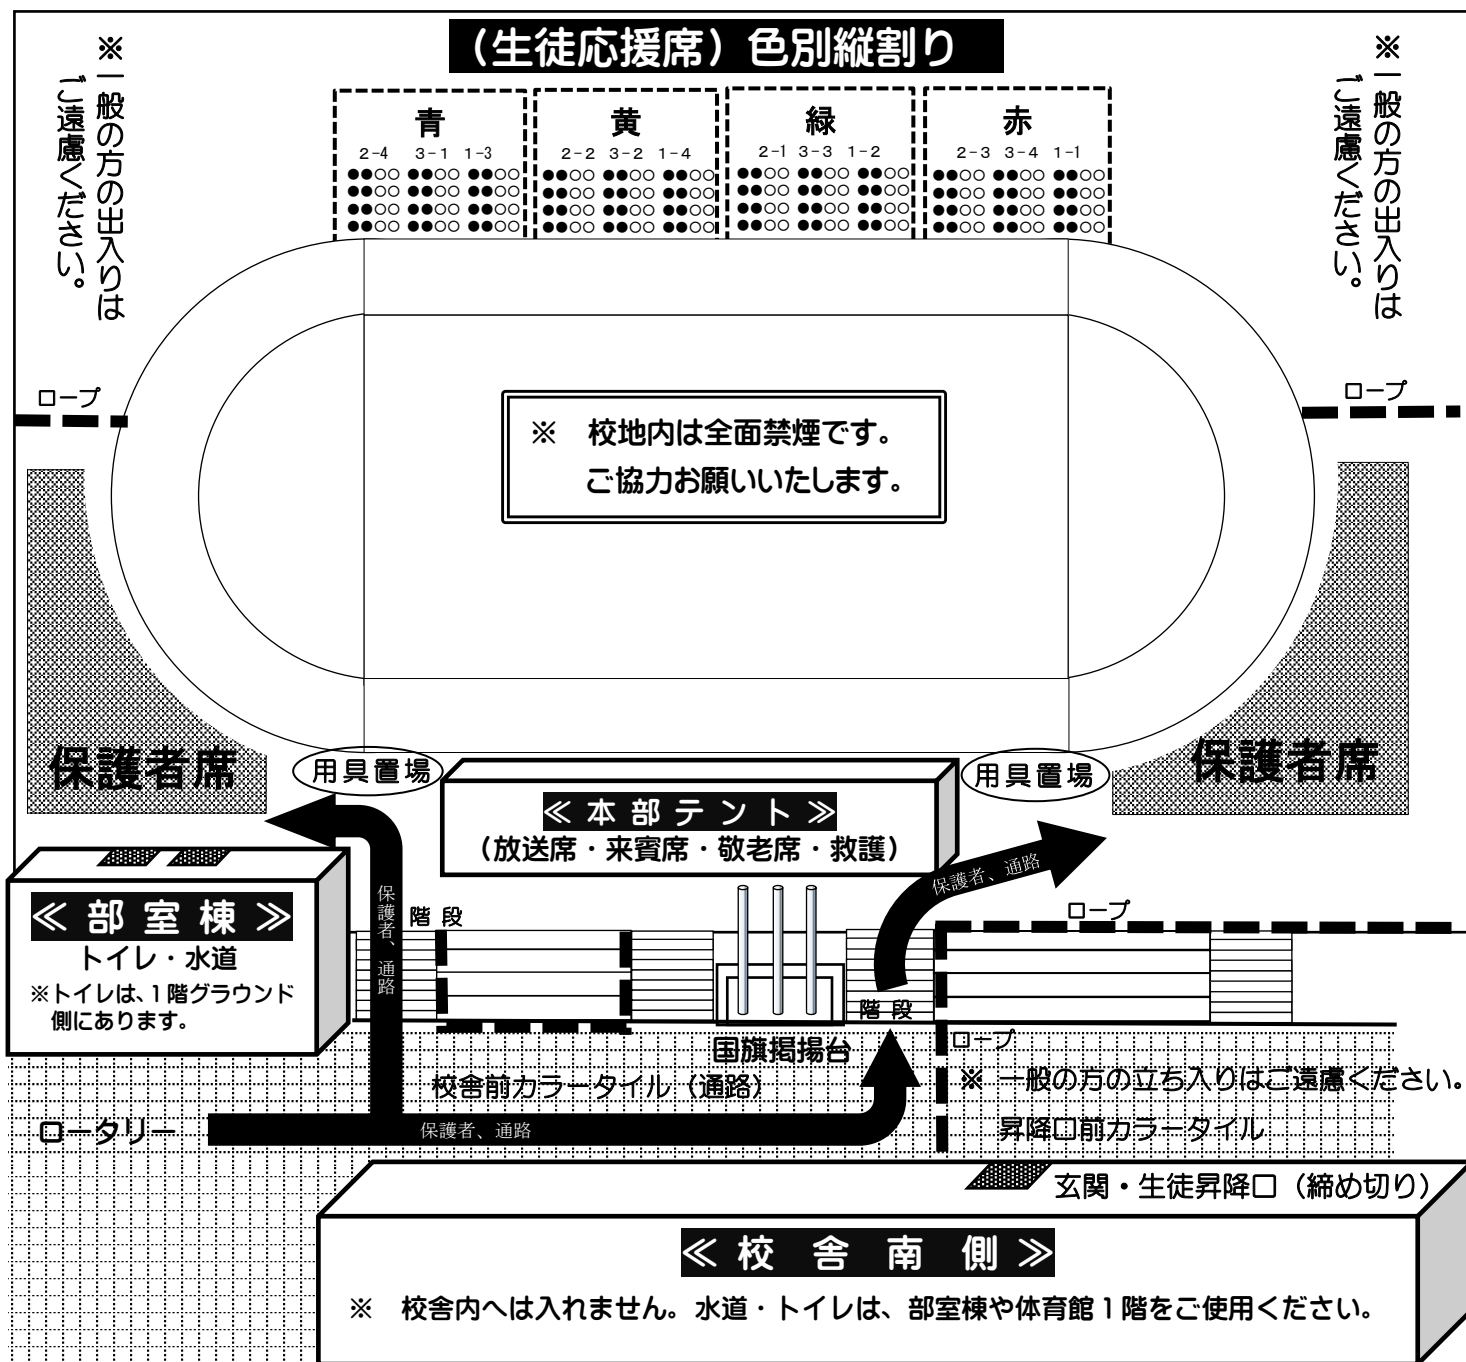 (生徒応援席)色別縦割り
※一般の方の出入りは
ご遠慮ください。
※一般の方の出入りは
ご遠慮ください。
青 黄 緑 赤
2-4 3-1 1-3 2-2 3-2 1-4 2-1 3-3 1-2 2-3 3-4 1-1
ロープ
ロープ
※ 校地内は全面禁煙です。
ご協力お願いいたします。
保護者席
用具置場
用具置場
保護者席
≪本部テント≫
(放送席・来賓席・敬老席・救護)
保護者、通路
≪部室棟≫
トイレ・水道
※トイレは、1階グラウンド
側にあります。
保護者、通路
階段
ロープ
階段
国旗掲揚台
ロープ
校舎前カラータイル(通路)
※ 一般の方の立ち入りはご遠慮ください。
ロータリー
保護者、通路
昇降口前カラータイル
玄関・生徒昇降口(締め切り)
≪校舎南側≫
※ 校舎内へは入れません。水道・トイレは、部室棟や体育館1階をご使用ください。